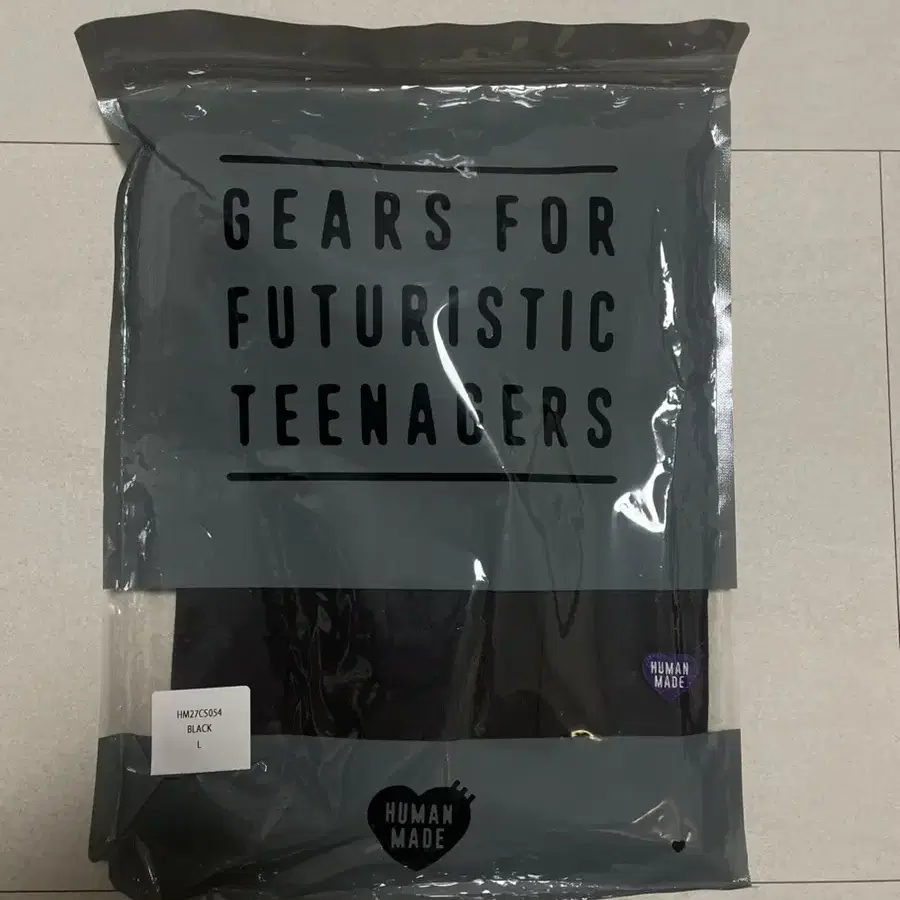 GEARS FOR
FUTURISTIC
TEENAGERS
HUMAN
MADE
HM27CS054
BLACK
L
HUMAN
MADE